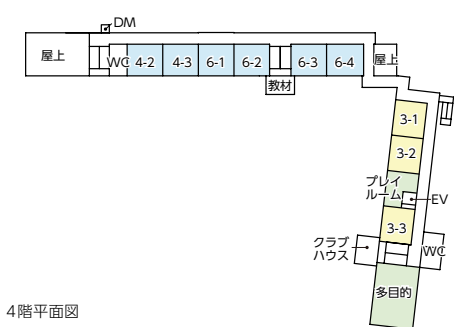 DM
屋上
WC
4-2
4-3
6-1
6-2
6-3
6-4
屋上
教材
3-1
3-2
プレイ
ルーム
EV
3-3
クラブ
ハウス
WC
多目的
4階平面図